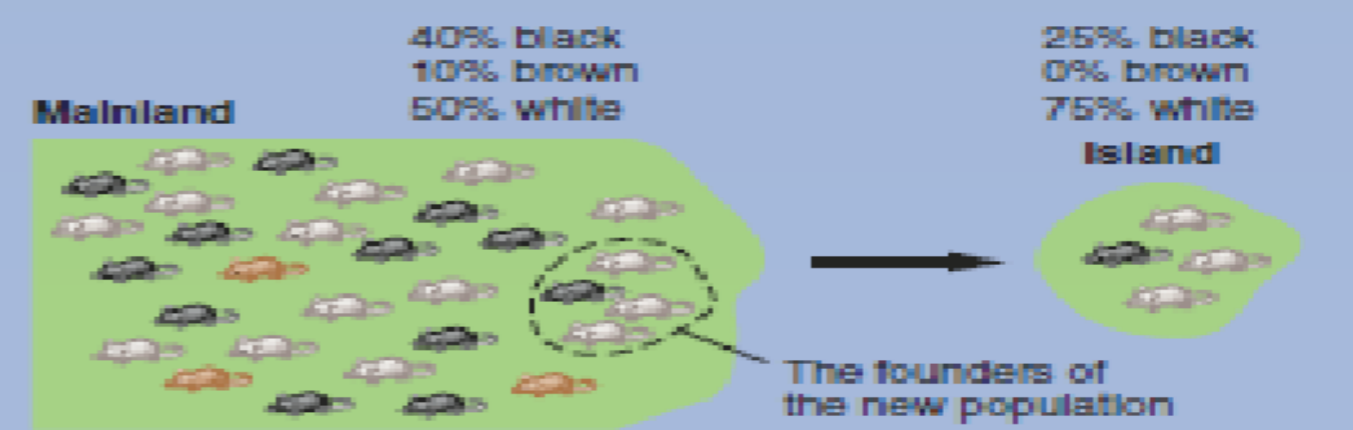 40% black
10% brown
50% white
Mainland
25% black
0% brown
75% white
Island
The founders of
the new population